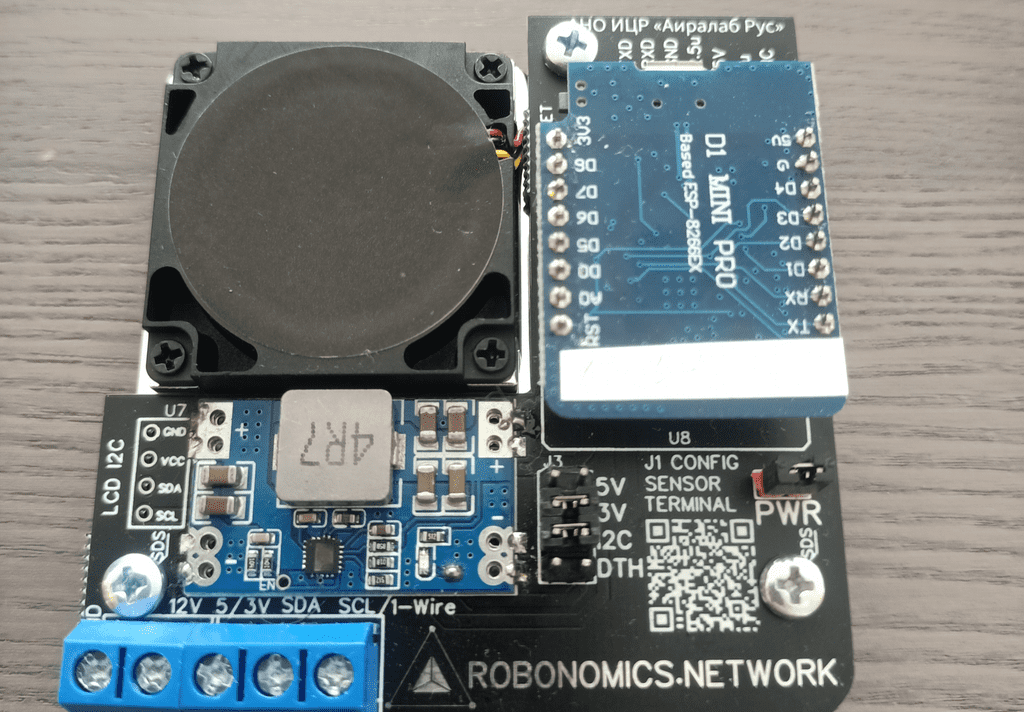 АНО ИЦР «Аиралаб Рус»
3V3
D8
D7
D6
D5
D0
A0
RST
D1 MINI PRO
Based ESP-8266EX
5V
G
D4
D3
D2
D1
RX
TX
U7
LCD I2C
GND
VCC
SDA
SCL
+
4R7
+
-
-
EN
SDS
U8
J3
5V
3V
I2C
DTH
J1 CONFIG
SENSOR
TERMINAL
PWR
SDS
12V 5/3V SDA SCL/1-Wire
ROBONOMICS.NETWORK